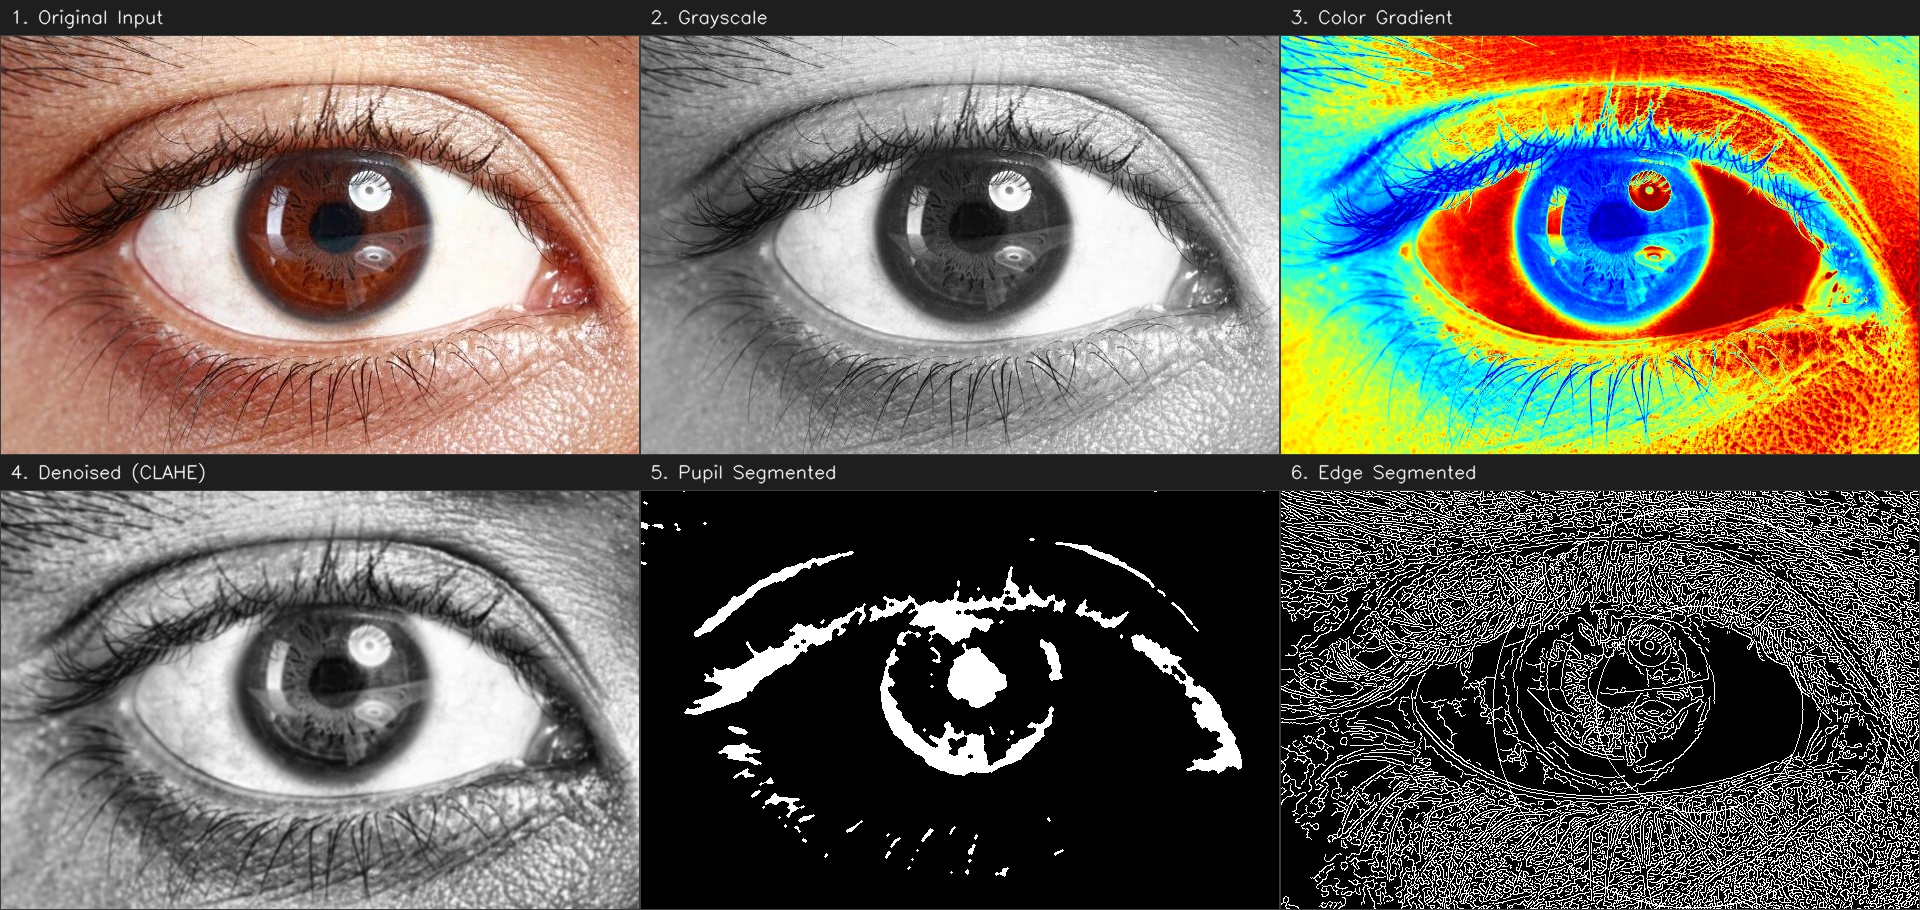 1. Original Input
2. Grayscale
3. Color Gradient
4. Denoised (CLAHE)
5. Pupil Segmented
6. Edge Segmented